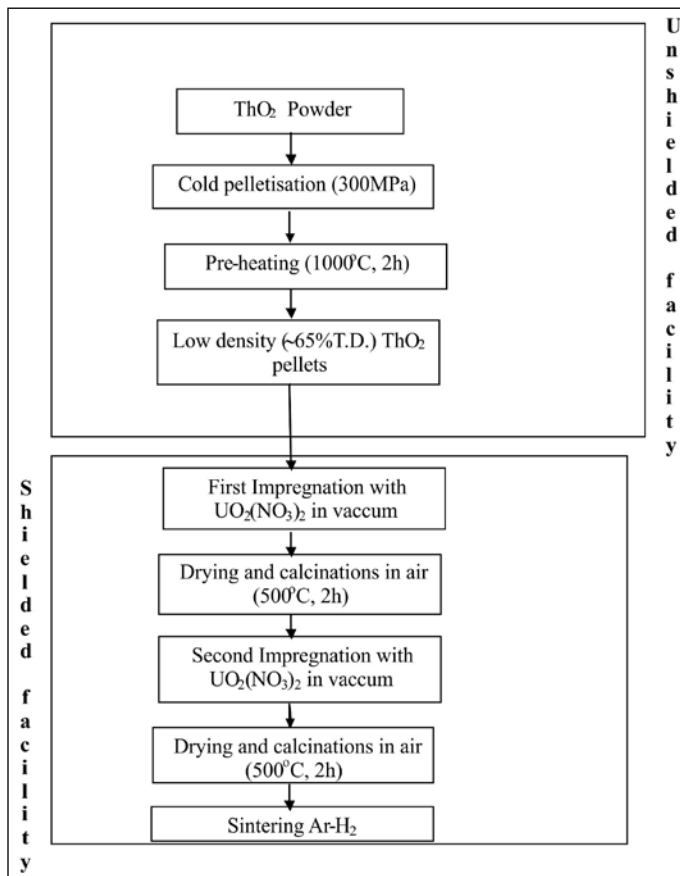 Unshielded facility
ThO₂ Powder
Cold pelletisation (300MPa)
Pre-heating (1000°C, 2h)
Low density (~65%T.D.) ThO₂
pellets
Shielded facility
First Impregnation with
UO₂(NO₃)₂ in vaccum
Drying and calcinations in air
(500°C, 2h)
Second Impregnation with
UO₂(NO₃)₂ in vaccum
Drying and calcinations in air
(500°C, 2h)
Sintering Ar-H₂